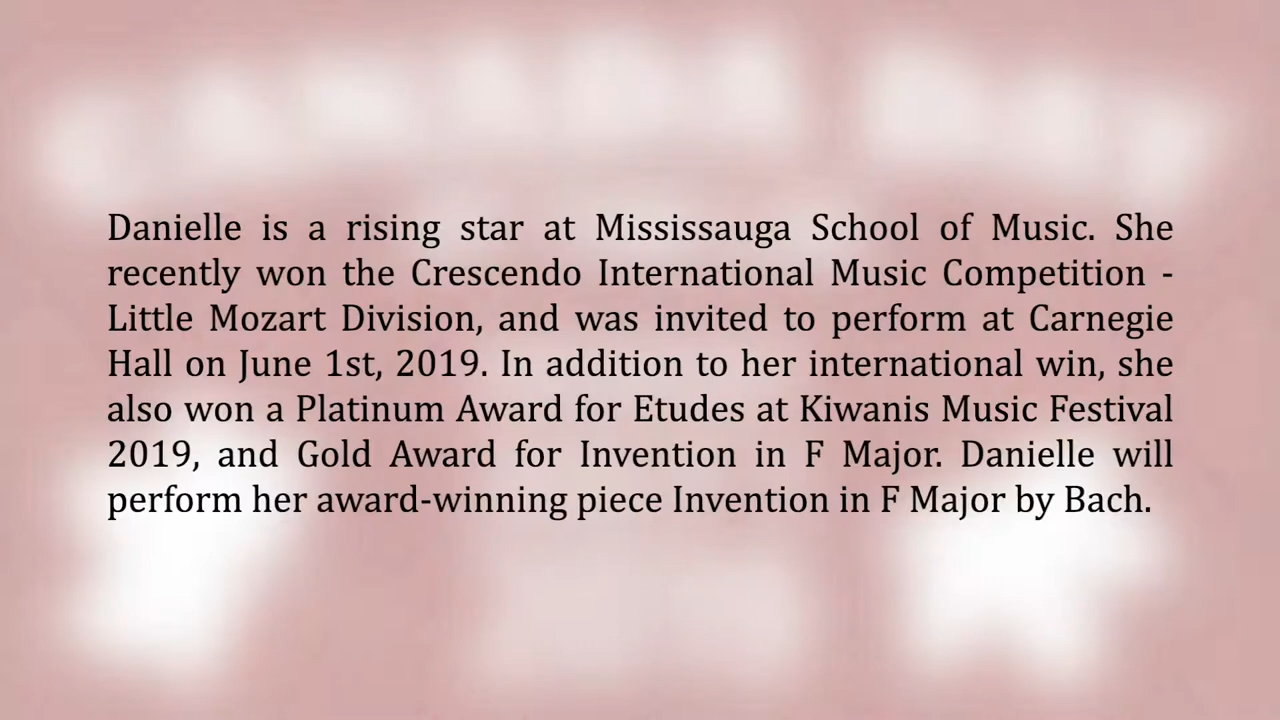 Danielle is a rising star at Mississauga School of Music. She
recently won the Crescendo International Music Competition -
Little Mozart Division, and was invited to perform at Carnegie
Hall on June 1st, 2019. In addition to her international win, she
also won a Platinum Award for Etudes at Kiwanis Music Festival
2019, and Gold Award for Invention in F Major. Danielle will
perform her award-winning piece Invention in F Major by Bach.